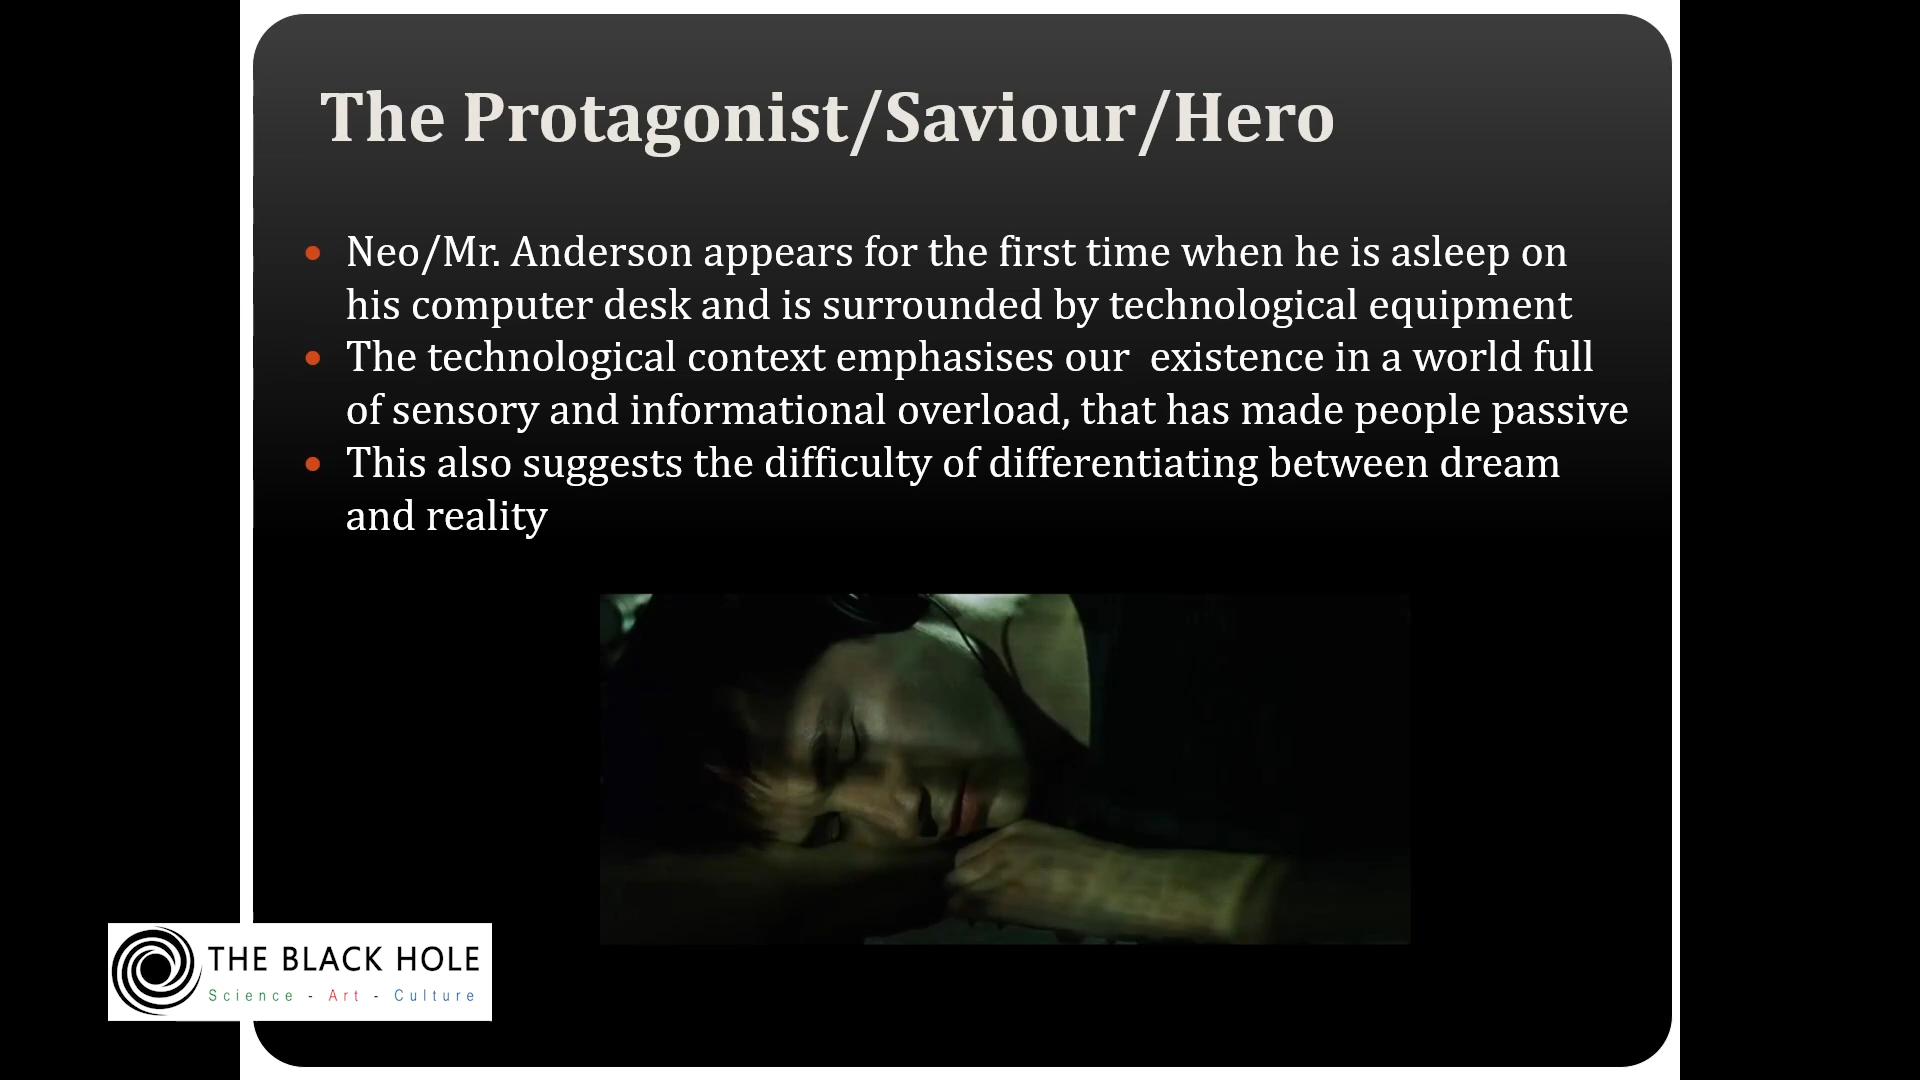 The Protagonist/Saviour/Hero
Neo/Mr. Anderson appears for the first time when he is asleep on
his computer desk and is surrounded by technological equipment
The technological context emphasises our  existence in a world full
of sensory and informational overload, that has made people passive
This also suggests the difficulty of differentiating between dream
and reality
THE BLACK HOLE
Science - Art - Culture